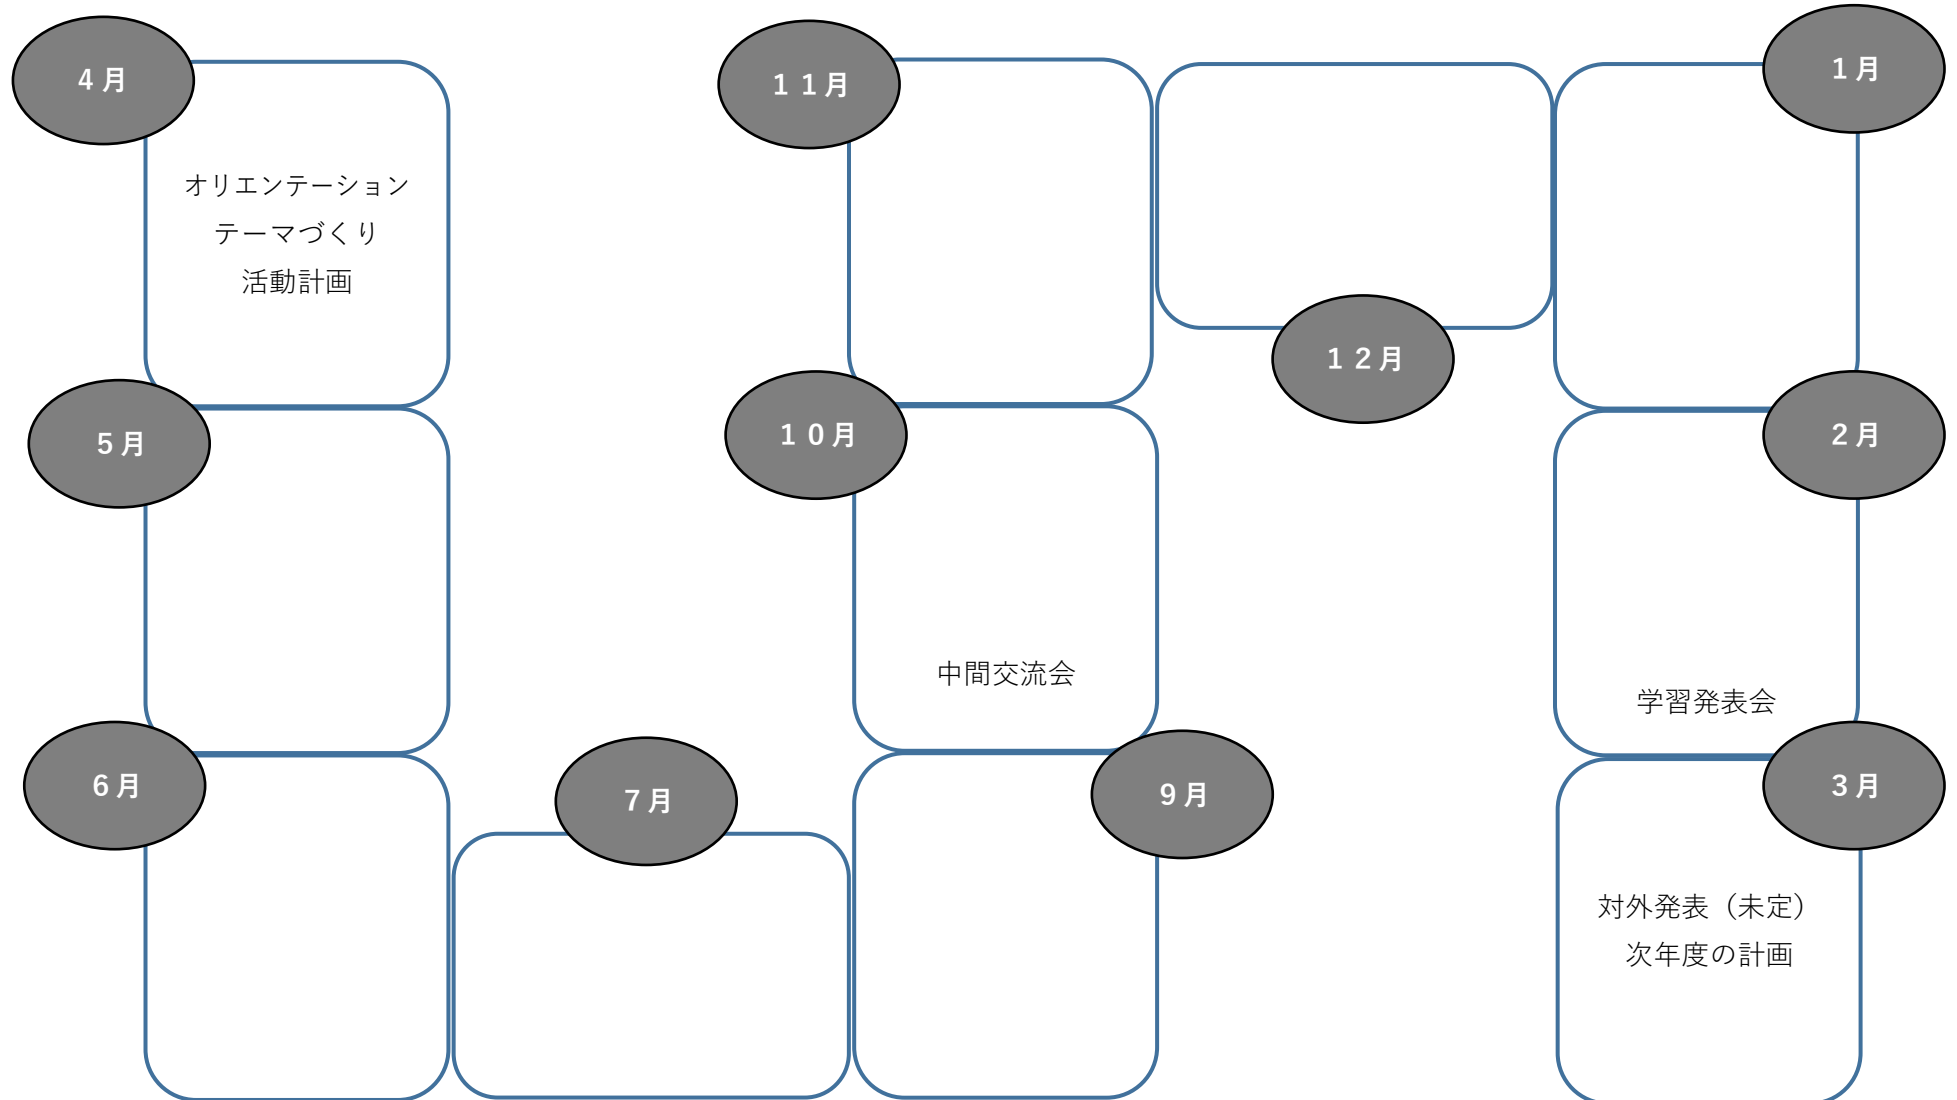 ４月
オリエンテーション
テーマづくり
活動計画
５月
６月
７月
９月
１０月
中間交流会
１１月
１２月
１月
２月
学習発表会
３月
対外発表（未定）
次年度の計画